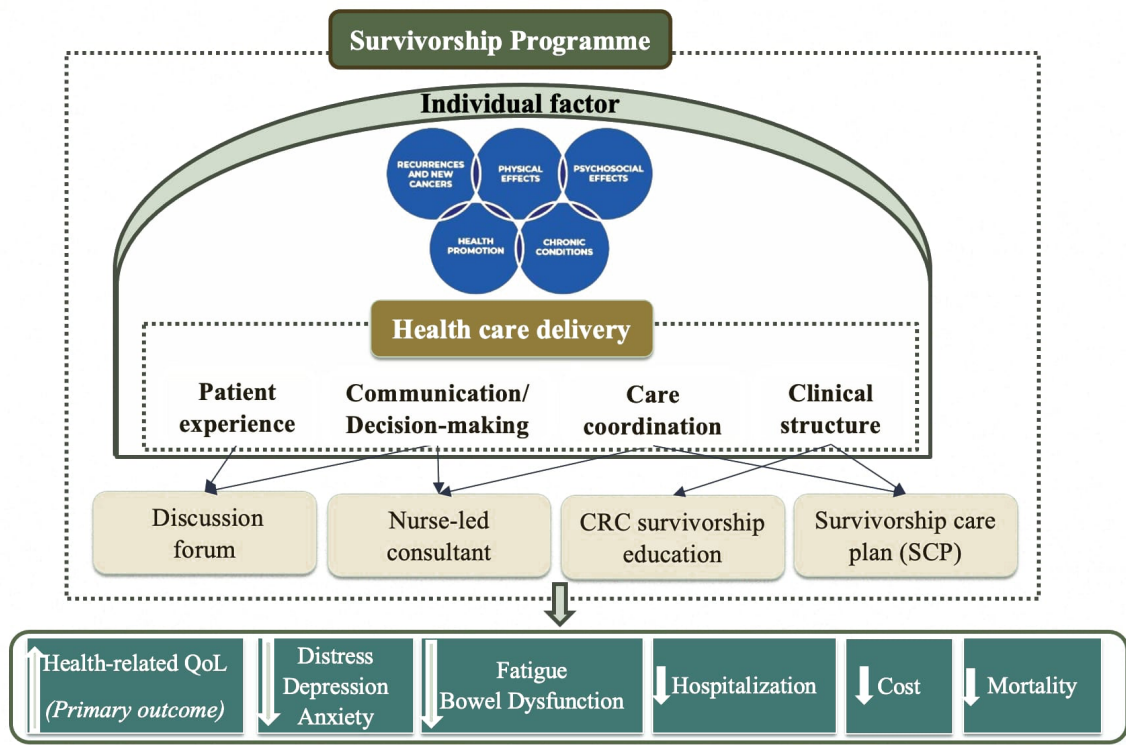 Survivorship Programme
Individual factor
RECURRENCES
AND NEW
CANCERS
PHYSICAL
EFFECTS
PSYCHOSOCIAL
EFFECTS
HEALTH
PROMOTION
CHRONIC
CONDITIONS
Health care delivery
Patient
experience
Communication/
Decision-making
Care
coordination
Clinical
structure
Discussion
forum
Nurse-led
consultant
CRC survivorship
education
Survivorship care
plan (SCP)
Health-related QoL
(Primary outcome)
Distress
Depression
Anxiety
Fatigue
Bowel Dysfunction
Hospitalization
Cost
Mortality